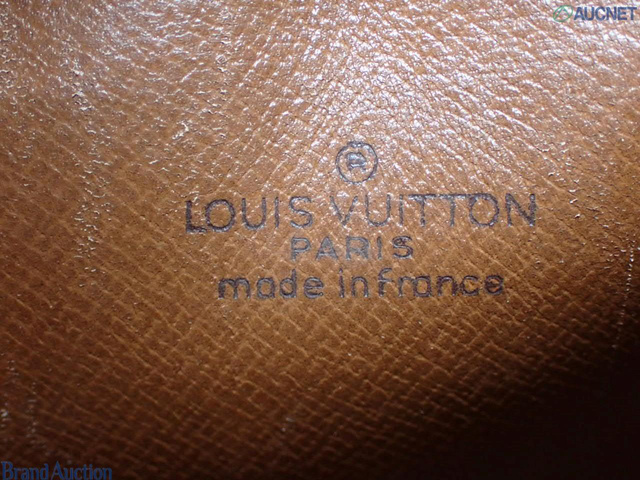 AUCNET
®
LOUIS VUITTON
PARIS
made in france
Brand Auction